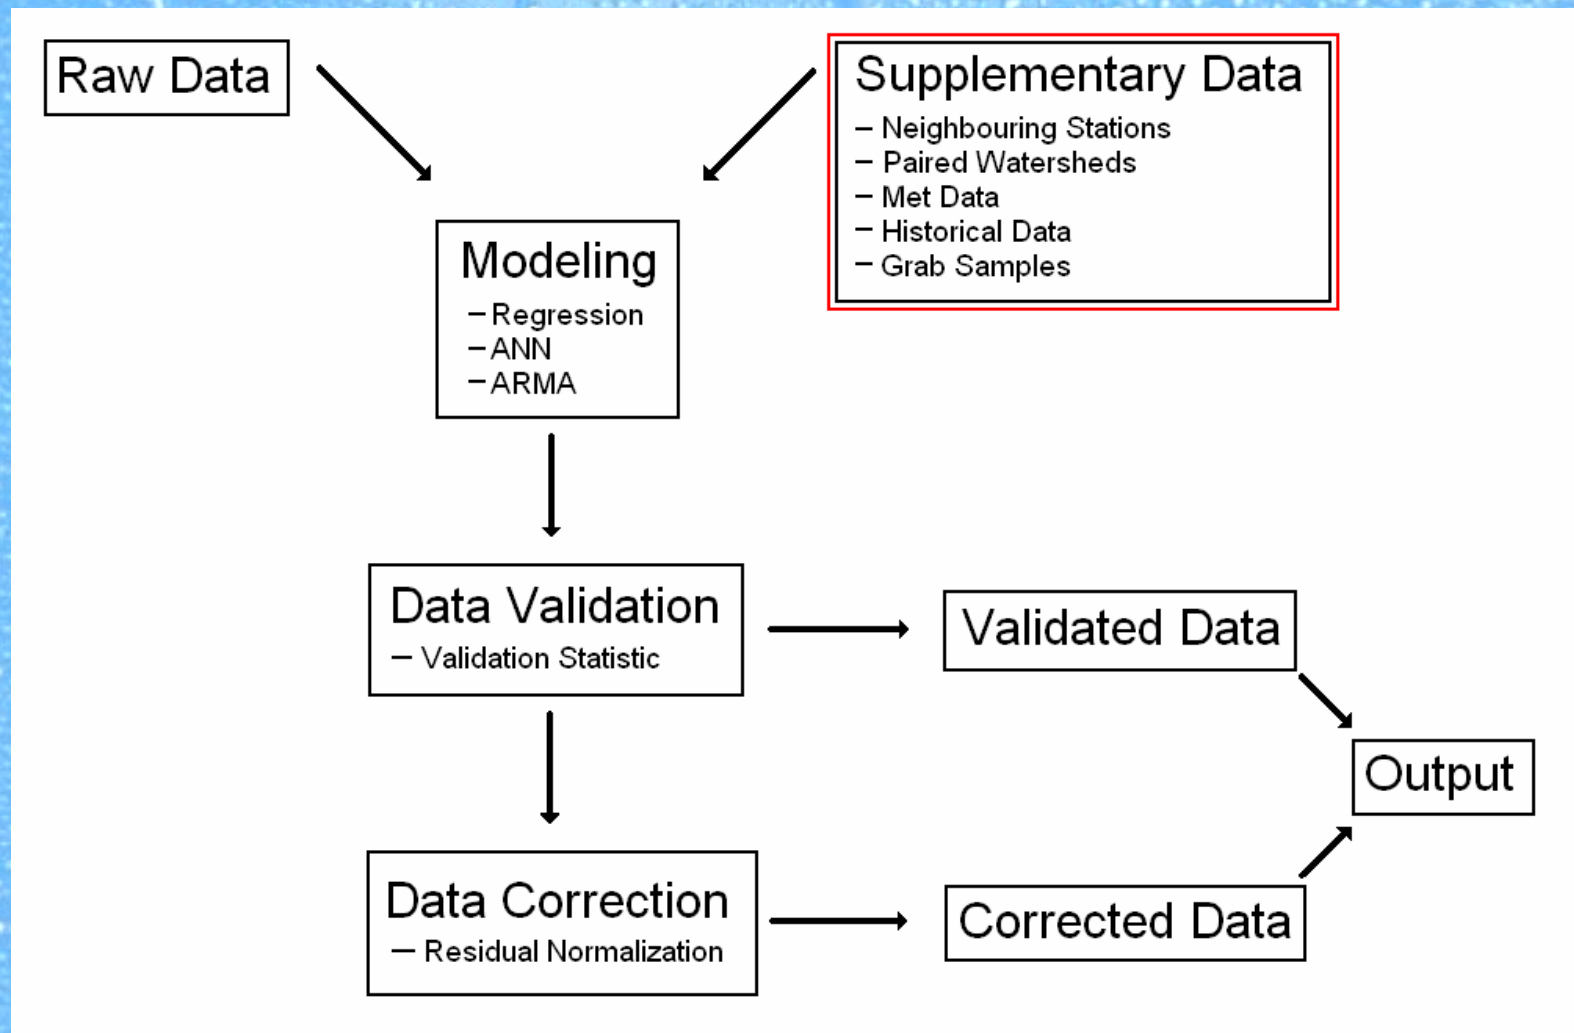 Raw Data
Supplementary Data
– Neighbouring Stations
– Paired Watersheds
– Met Data
– Historical Data
– Grab Samples
Modeling
– Regression
– ANN
– ARMA
Data Validation
– Validation Statistic
Validated Data
Output
Data Correction
– Residual Normalization
Corrected Data